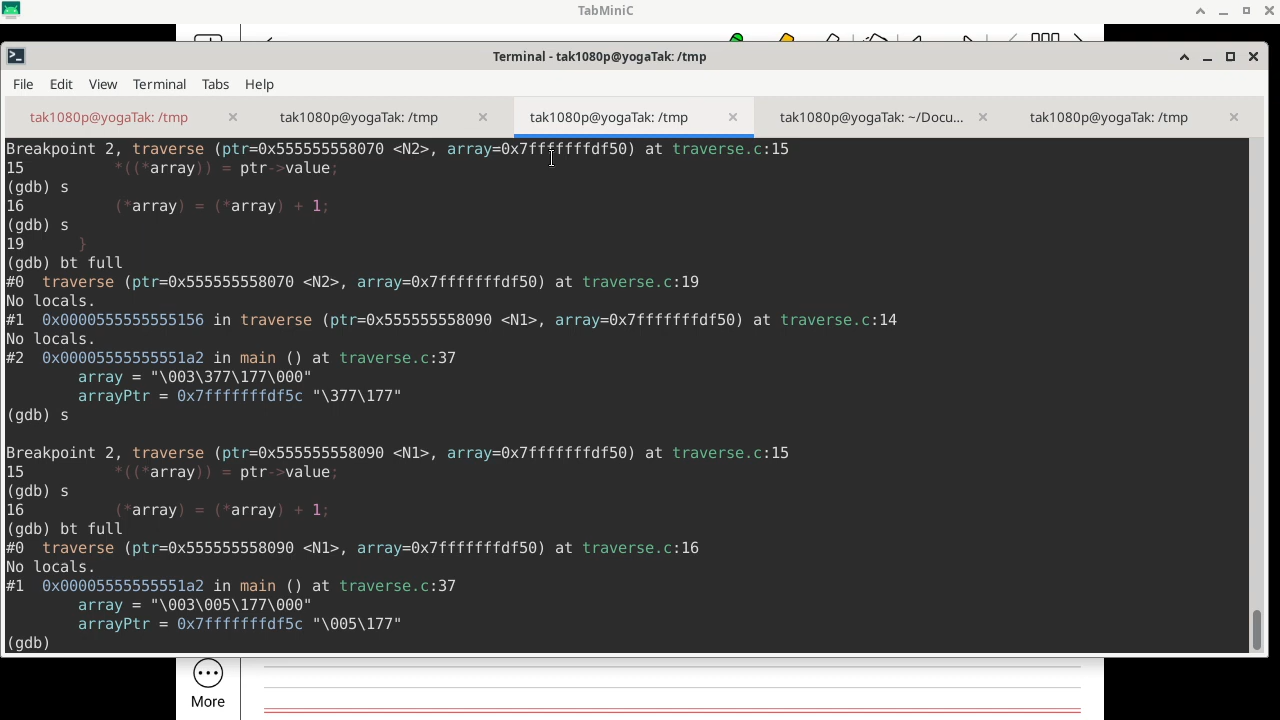 TabMiniC
Terminal - tak1080p@yogaTak: /tmp
File Edit View Terminal Tabs Help
tak1080p@yogaTak: /tmp tak1080p@yogaTak: /tmp tak1080p@yogaTak: /tmp tak1080p@yogaTak: ~/Docu... tak1080p@yogaTak: /tmp
Breakpoint 2, traverse (ptr=0x555555558070 <N2>, array=0x7fffffffdf50) at traverse.c:15
15 *((*array)) = ptr->value;
(gdb) s
16 (*array) = (*array) + 1;
(gdb) s
19 }
(gdb) bt full
#0 traverse (ptr=0x555555558070 <N2>, array=0x7fffffffdf50) at traverse.c:19
No locals.
#1 0x0000555555555156 in traverse (ptr=0x555555558090 <N1>, array=0x7fffffffdf50) at traverse.c:14
No locals.
#2 0x00005555555551a2 in main () at traverse.c:37
array = "\003\377\177\000"
arrayPtr = 0x7fffffffdf5c "\377\177"
(gdb) s
Breakpoint 2, traverse (ptr=0x555555558090 <N1>, array=0x7fffffffdf50) at traverse.c:15
15 *((*array)) = ptr->value;
(gdb) s
16 (*array) = (*array) + 1;
(gdb) bt full
#0 traverse (ptr=0x555555558090 <N1>, array=0x7fffffffdf50) at traverse.c:16
No locals.
#1 0x00005555555551a2 in main () at traverse.c:37
array = "\003\005\177\000"
arrayPtr = 0x7fffffffdf5c "\005\177"
(gdb)
More